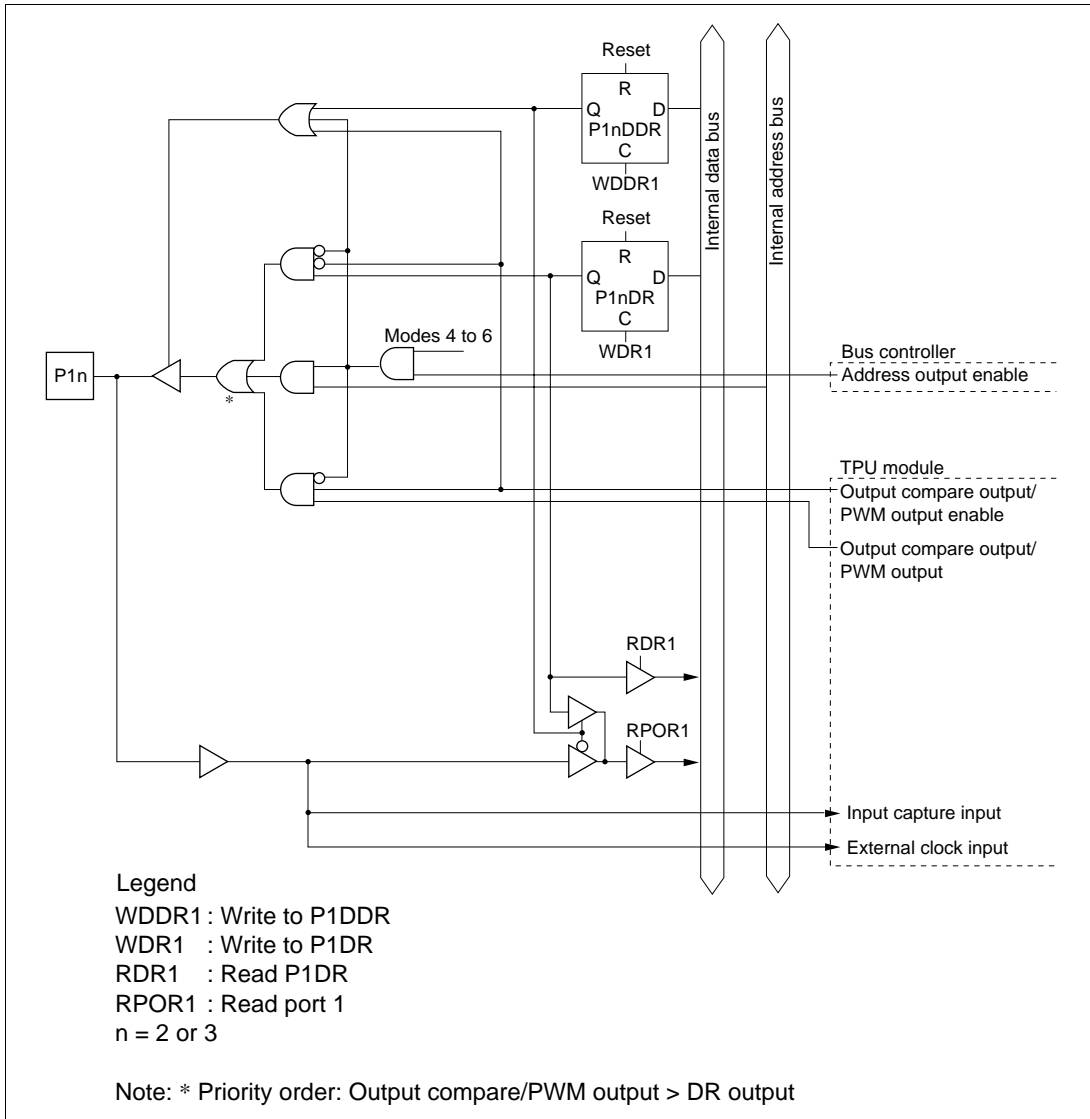 Reset
R
Q D
P1nDDR
C
WDDR1
Reset
R
Q D
P1nDR
C
WDR1
Internal data bus
Internal address bus
Modes 4 to 6
P1n
*
Bus controller
Address output enable
TPU module
Output compare output/
PWM output enable
Output compare output/
PWM output
RDR1
RPOR1
Input capture input
External clock input
Legend
WDDR1 : Write to P1DDR
WDR1 : Write to P1DR
RDR1 : Read P1DR
RPOR1 : Read port 1
n = 2 or 3
Note: * Priority order: Output compare/PWM output > DR output